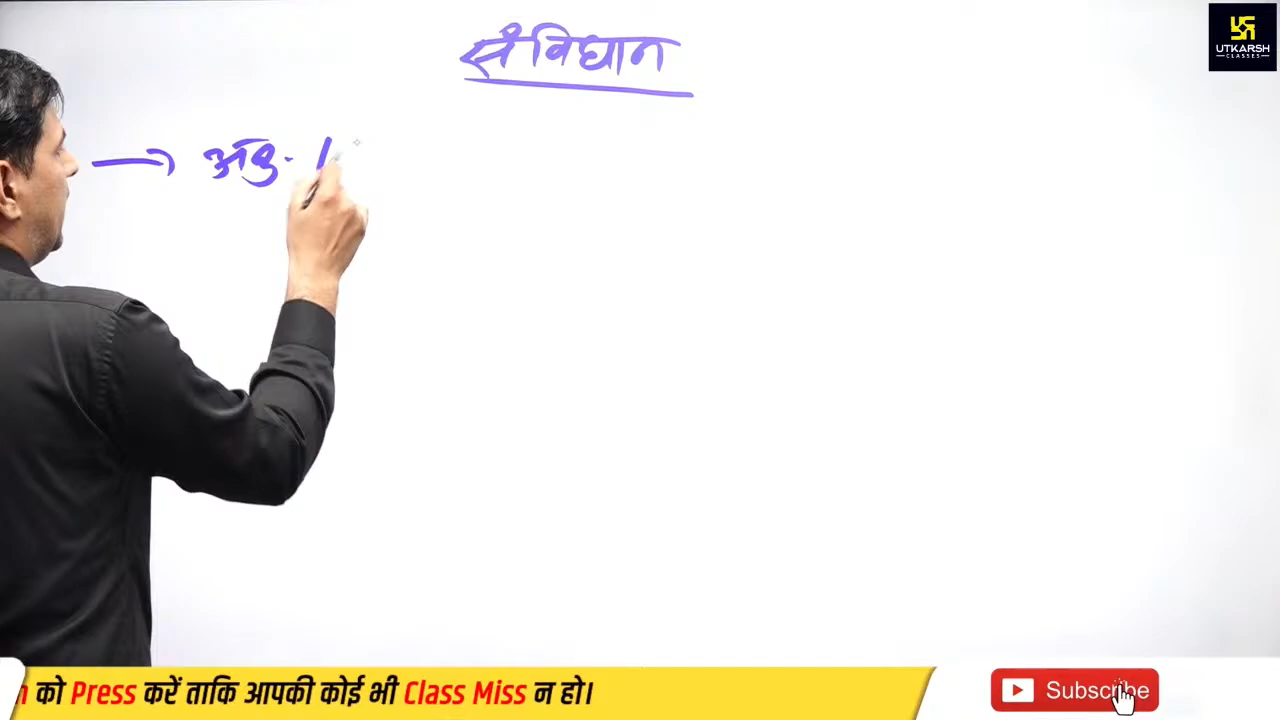 संविधान
UTKARSH
CLASSES
→ अनु. 1
को Press करें ताकि आपकी कोई भी Class Miss न हो।
Subscribe